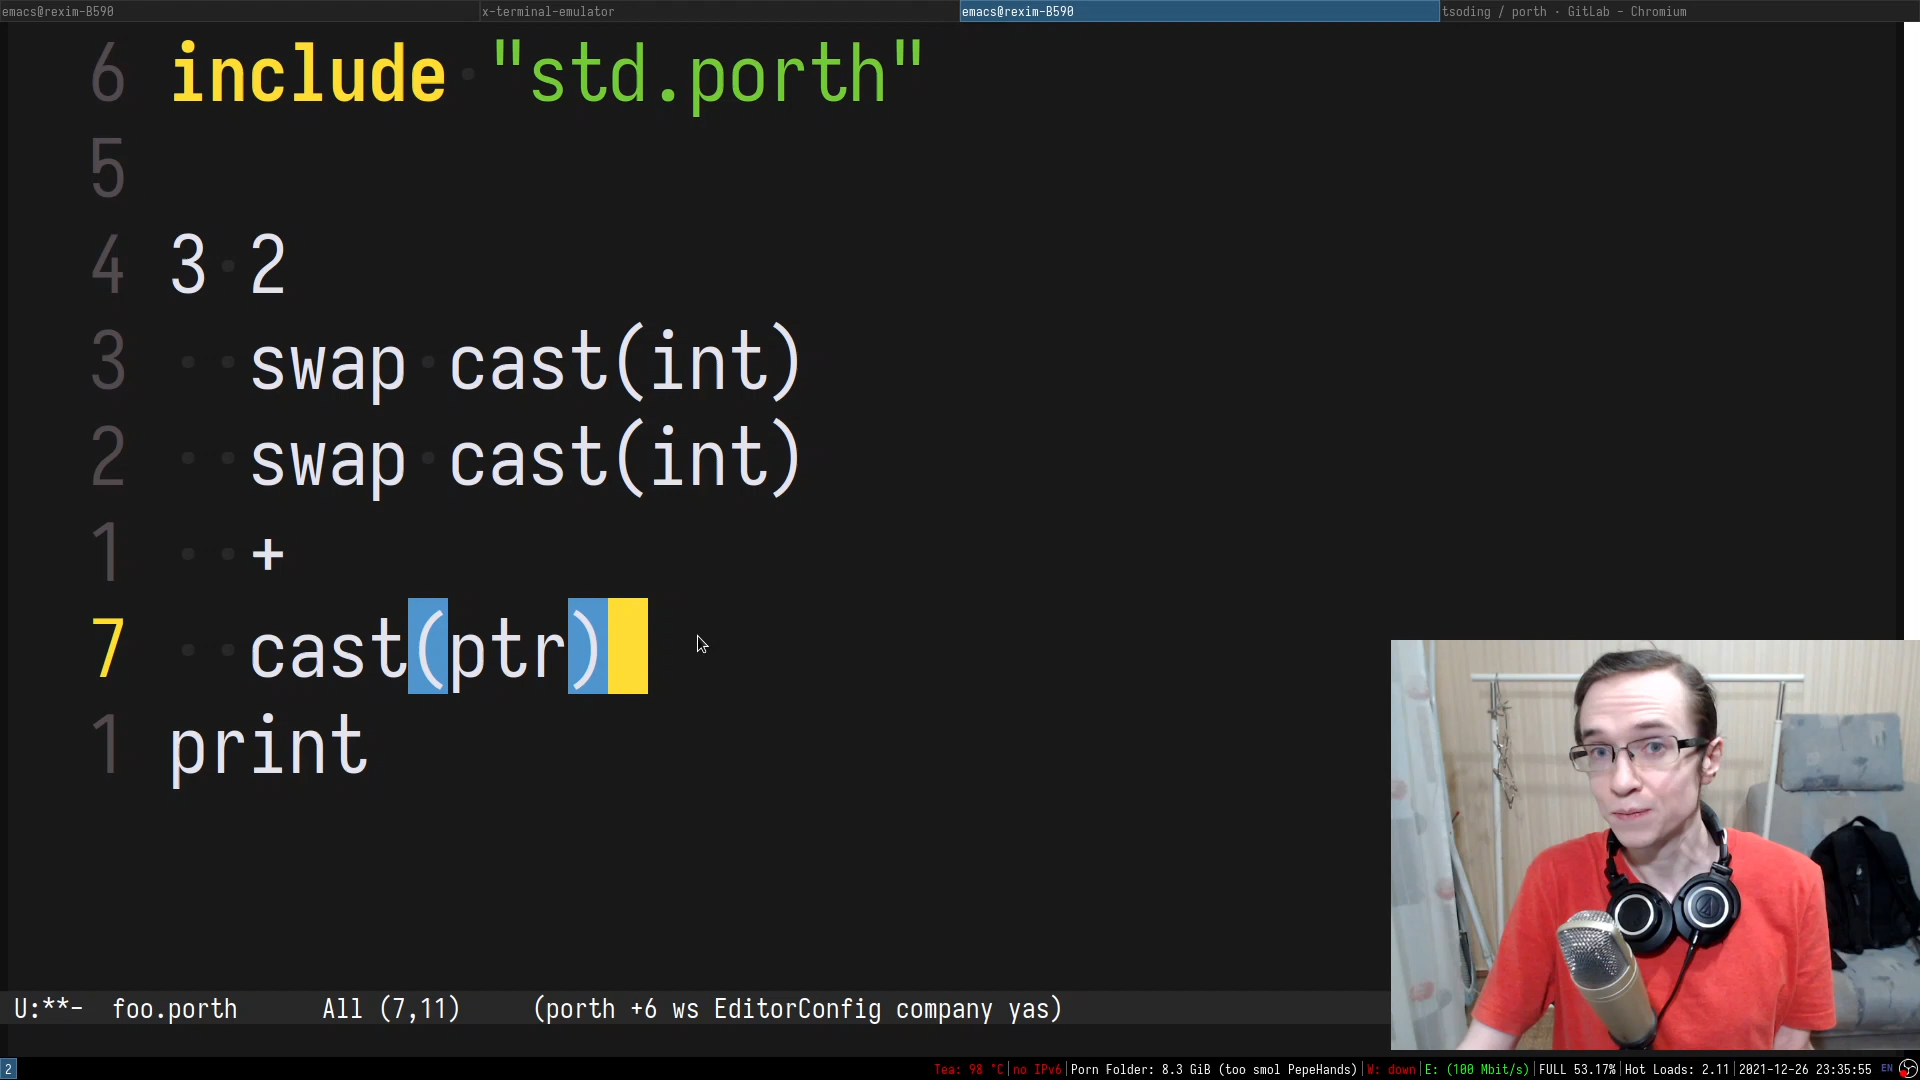 emacs@rexim-B590 x-terminal-emulator emacs@rexim-B590 tsoding / porth · GitLab - Chromium
6 include "std.porth"
5
4 3 2
3 swap cast(int)
2 swap cast(int)
1 +
7 cast(ptr)
1 print
U:**- foo.porth All (7,11) (porth +6 ws EditorConfig company yas)
2 Tea: 98 °C|no IPv6|Porn Folder: 8.3 GiB (too smol PepeHands)|W: down|E: (100 Mbit/s)|FULL 53.17%|Hot Loads: 2.11|2021-12-26 23:35:55 EN